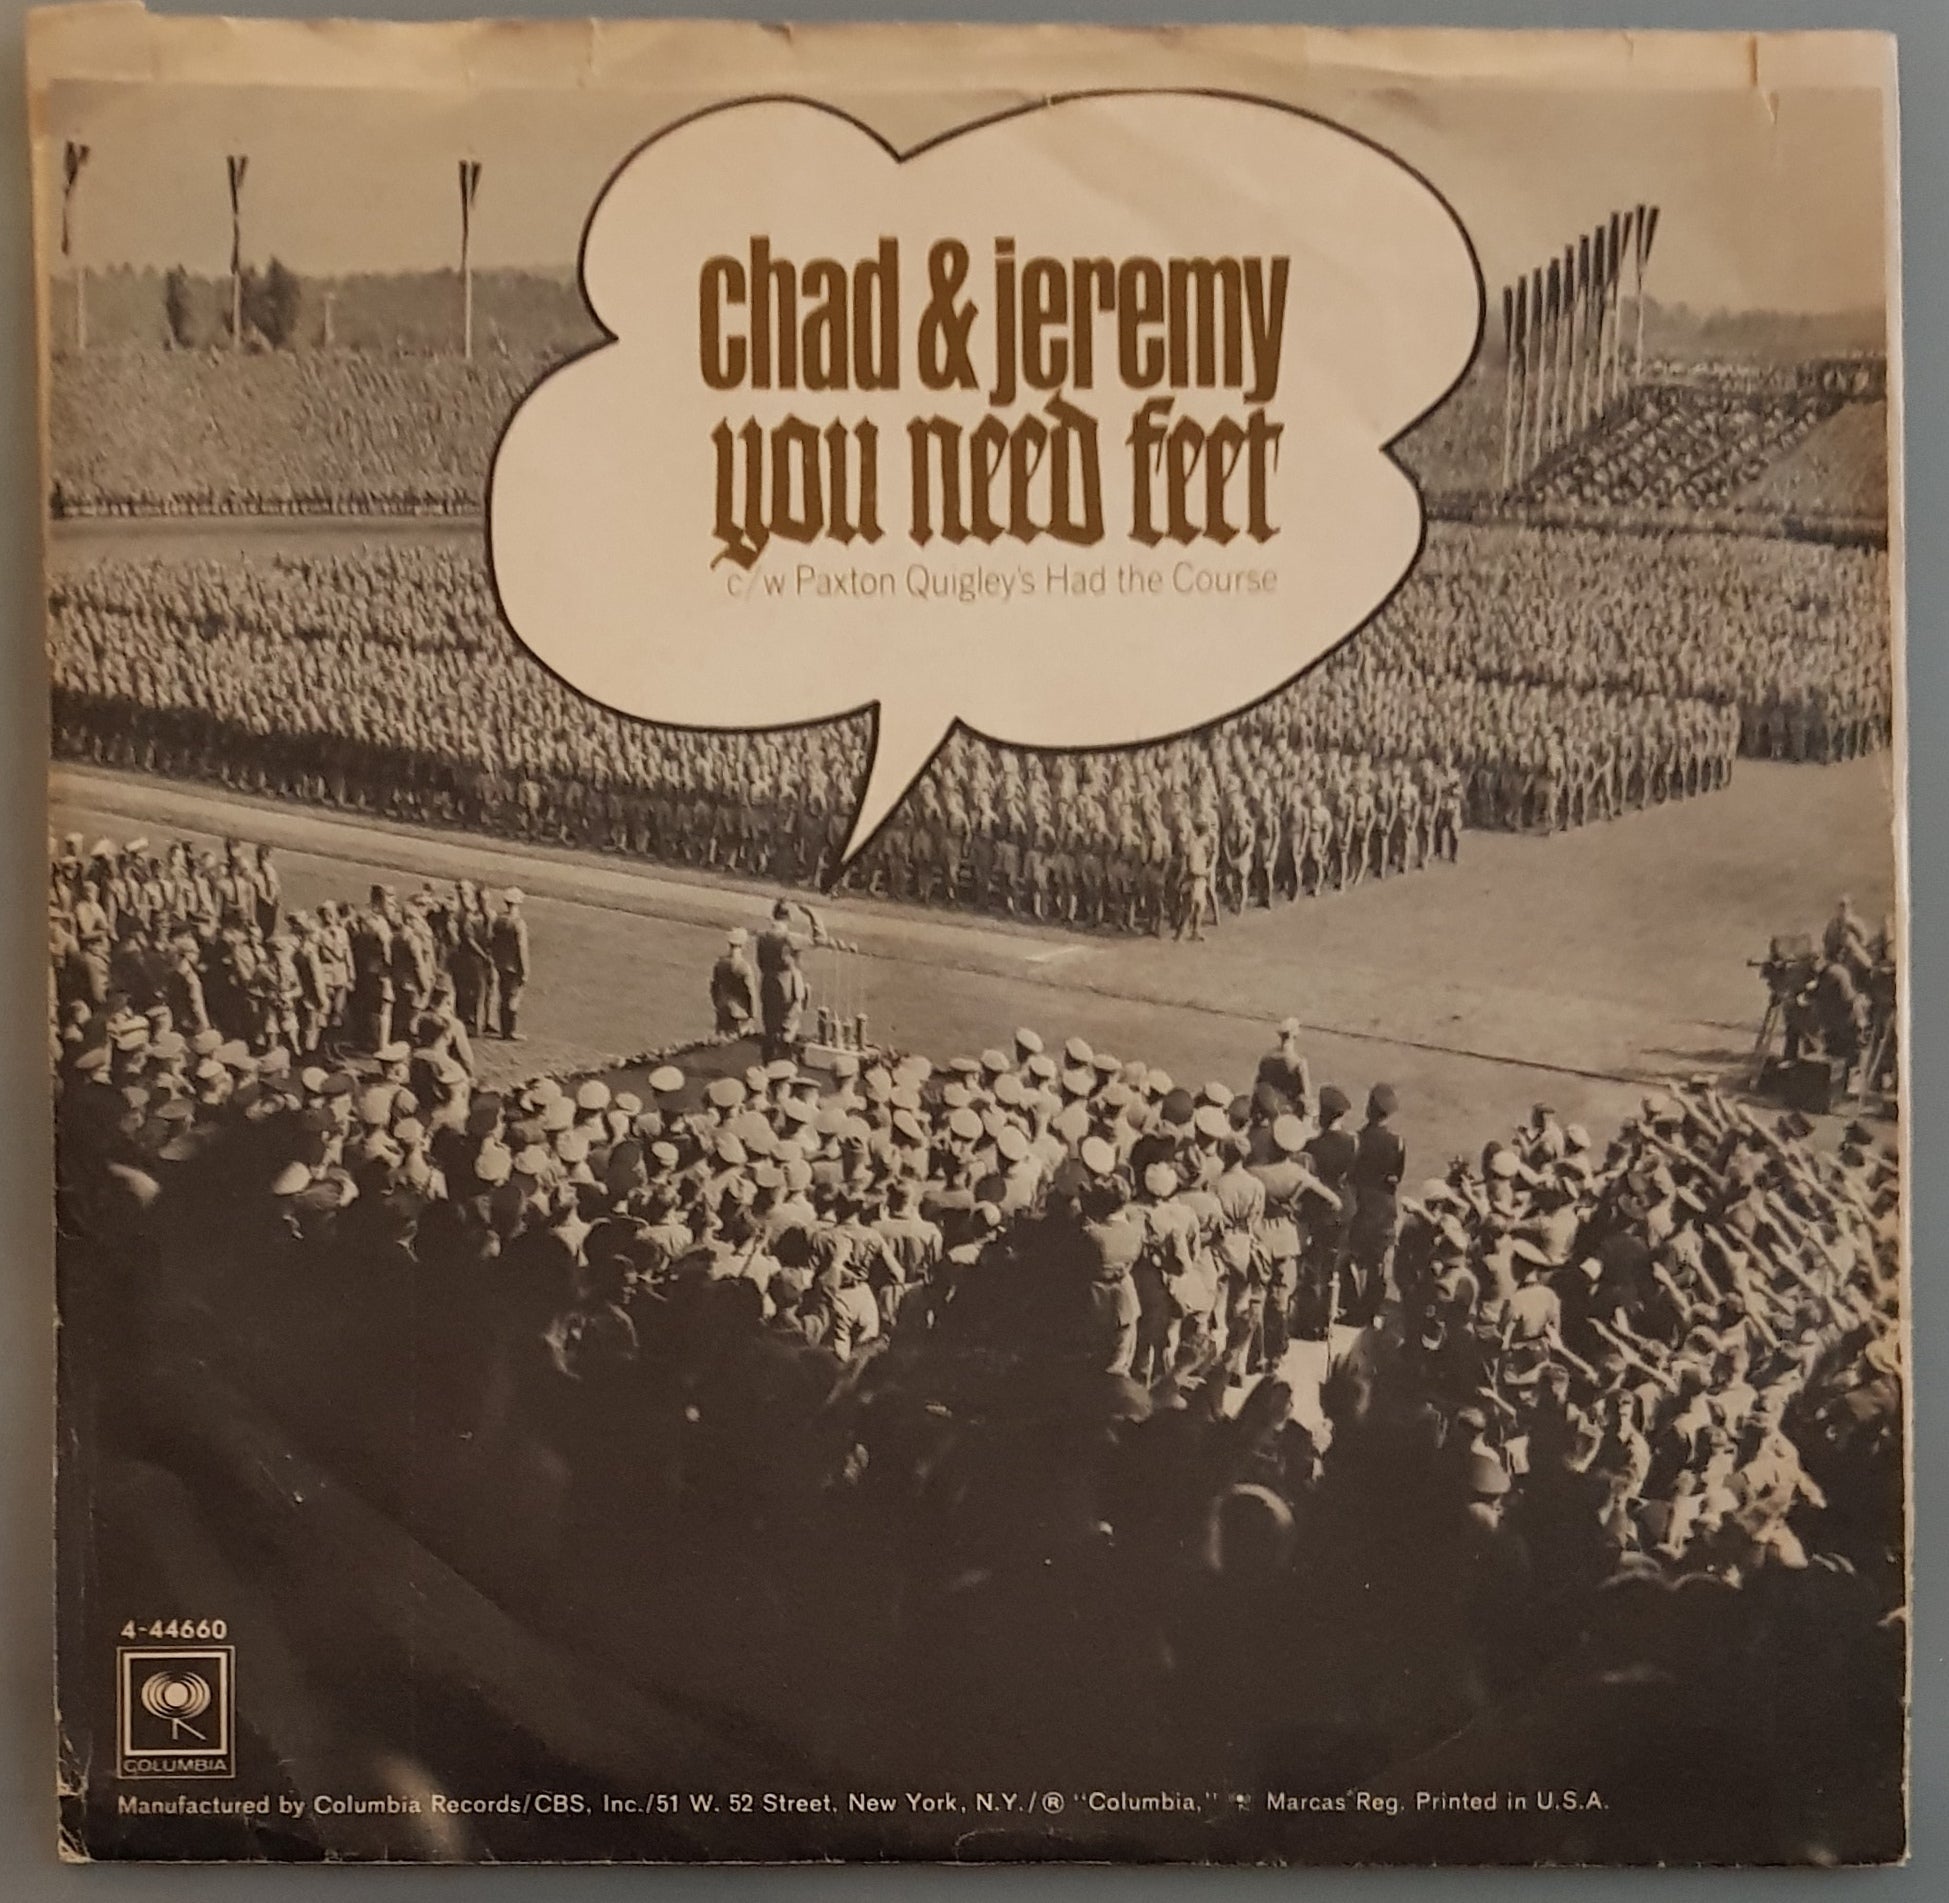 chad & jeremy
you need feet
c/w Paxton Quigley's Had the Course
4-44660
COLUMBIA
Manufactured by Columbia Records/CBS, Inc./51 W. 52 Street, New York, N.Y./® "Columbia," Marcas Reg. Printed in U.S.A.